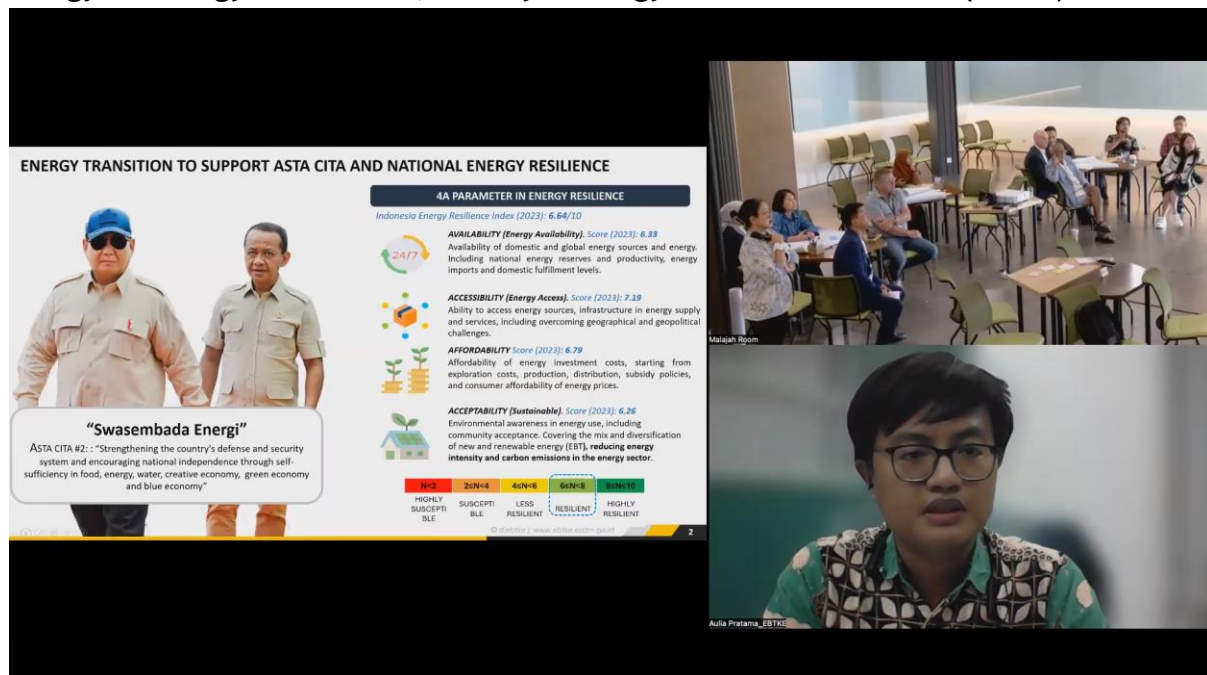 ENERGY TRANSITION TO SUPPORT ASTA CITA AND NATIONAL ENERGY RESILIENCE
"Swasembada Energi"
ASTA CITA #2: : "Strengthening the country's defense and security
system and encouraging national independence through self-
sufficiency in food, energy, water, creative economy, green economy
and blue economy"
4A PARAMETER IN ENERGY RESILIENCE
Indonesia Energy Resilience Index (2023): 6.64/10
24/7
AVAILABILITY (Energy Availability). Score (2023): 6.33
Availability of domestic and global energy sources and energy.
Including national energy reserves and productivity, energy
imports and domestic fulfillment levels.
ACCESSIBILITY (Energy Access). Score (2023): 7.19
Ability to access energy sources, infrastructure in energy supply
and services, including overcoming geographical and geopolitical
challenges.
AFFORDABILITY Score (2023): 6.79
Affordability of energy investment costs, starting from
exploration costs, production, distribution, subsidy policies,
and consumer affordability of energy prices.
ACCEPTABILITY (Sustainable). Score (2023): 6.26
Environmental awareness in energy use, including
community acceptance. Covering the mix and diversification
of new and renewable energy (EBT), reducing energy
intensity and carbon emissions in the energy sector.
N<2 2≤N<4 4≤N<6 6≤N<8 8≤N≤10
HIGHLY SUSCEPTI BLE
SUSCEPTI BLE
LESS RESILIENT
RESILIENT
HIGHLY RESILIENT
© djebtke | www.ebtke.esdm.go.id
2
Malajah Room
Aulia Pratama_EBTKE